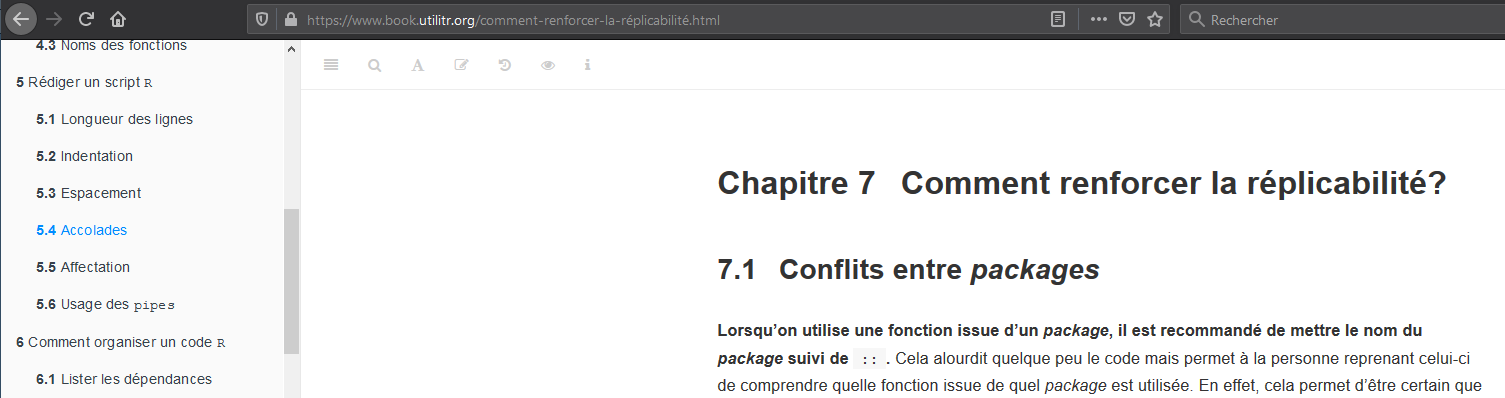 https://www.book.utilitr.org/comment-renforcer-la-réplicabilité.html
Rechercher
4.3 Noms des fonctions
5 Rédiger un script R
5.1 Longueur des lignes
5.2 Indentation
5.3 Espacement
5.4 Accolades
5.5 Affectation
5.6 Usage des pipes
6 Comment organiser un code R
6.1 Lister les dépendances
A
i
Chapitre 7 Comment renforcer la réplicabilité?
7.1 Conflits entre packages
Lorsqu’on utilise une fonction issue d’un package, il est recommandé de mettre le nom du
package suivi de :: . Cela alourdit quelque peu le code mais permet à la personne reprenant celui-ci
de comprendre quelle fonction issue de quel package est utilisée. En effet, cela permet d’être certain que